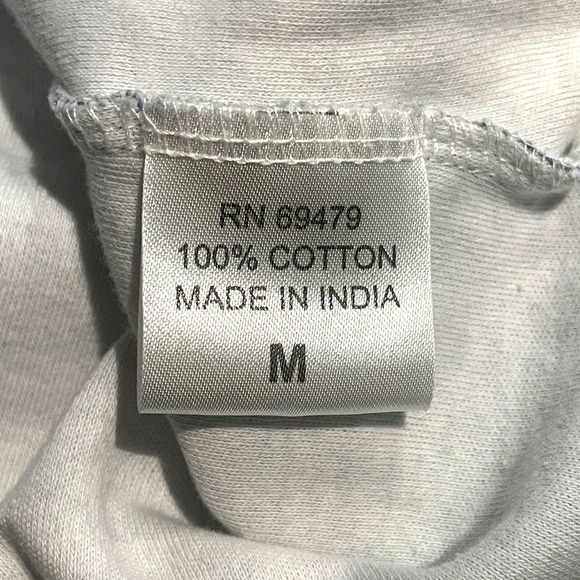 RN 69479
100% COTTON
MADE IN INDIA
M